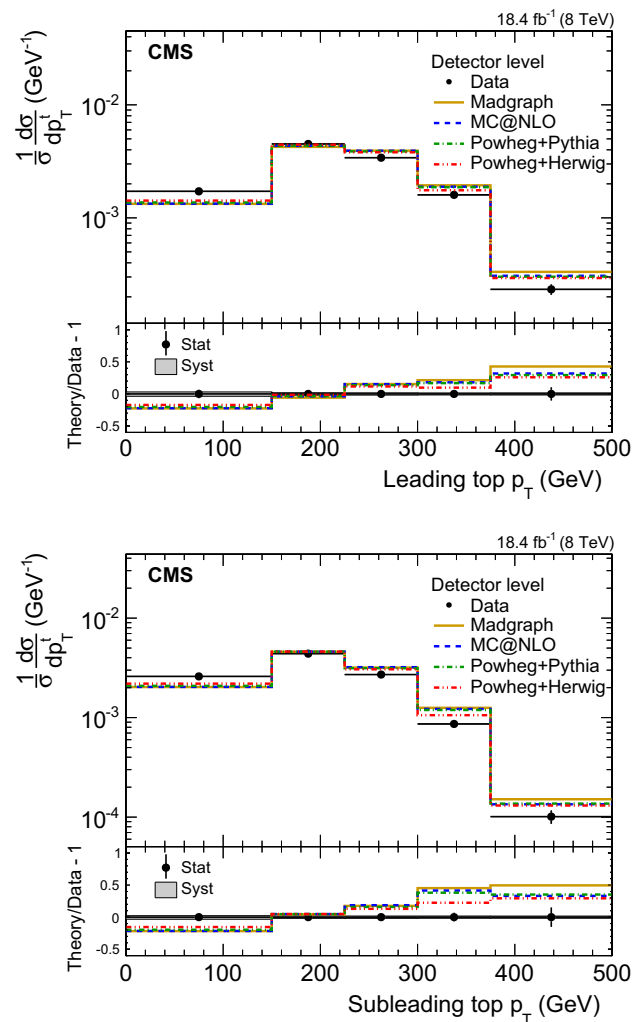 18.4 fb⁻¹ (8 TeV)
CMS
Detector level
Data
Madgraph
MC@NLO
Powheg+Pythia
Powheg+Herwig
1/σ dσ/dp_T^t (GeV⁻¹)
10⁻²
10⁻³
Stat
Syst
Theory/Data - 1
1
0.5
0
-0.5
0 100 200 300 400 500
Leading top p_T (GeV)
18.4 fb⁻¹ (8 TeV)
CMS
Detector level
Data
Madgraph
MC@NLO
Powheg+Pythia
Powheg+Herwig
1/σ dσ/dp_T^t (GeV⁻¹)
10⁻²
10⁻³
10⁻⁴
Stat
Syst
Theory/Data - 1
1
0.5
0
-0.5
0 100 200 300 400 500
Subleading top p_T (GeV)